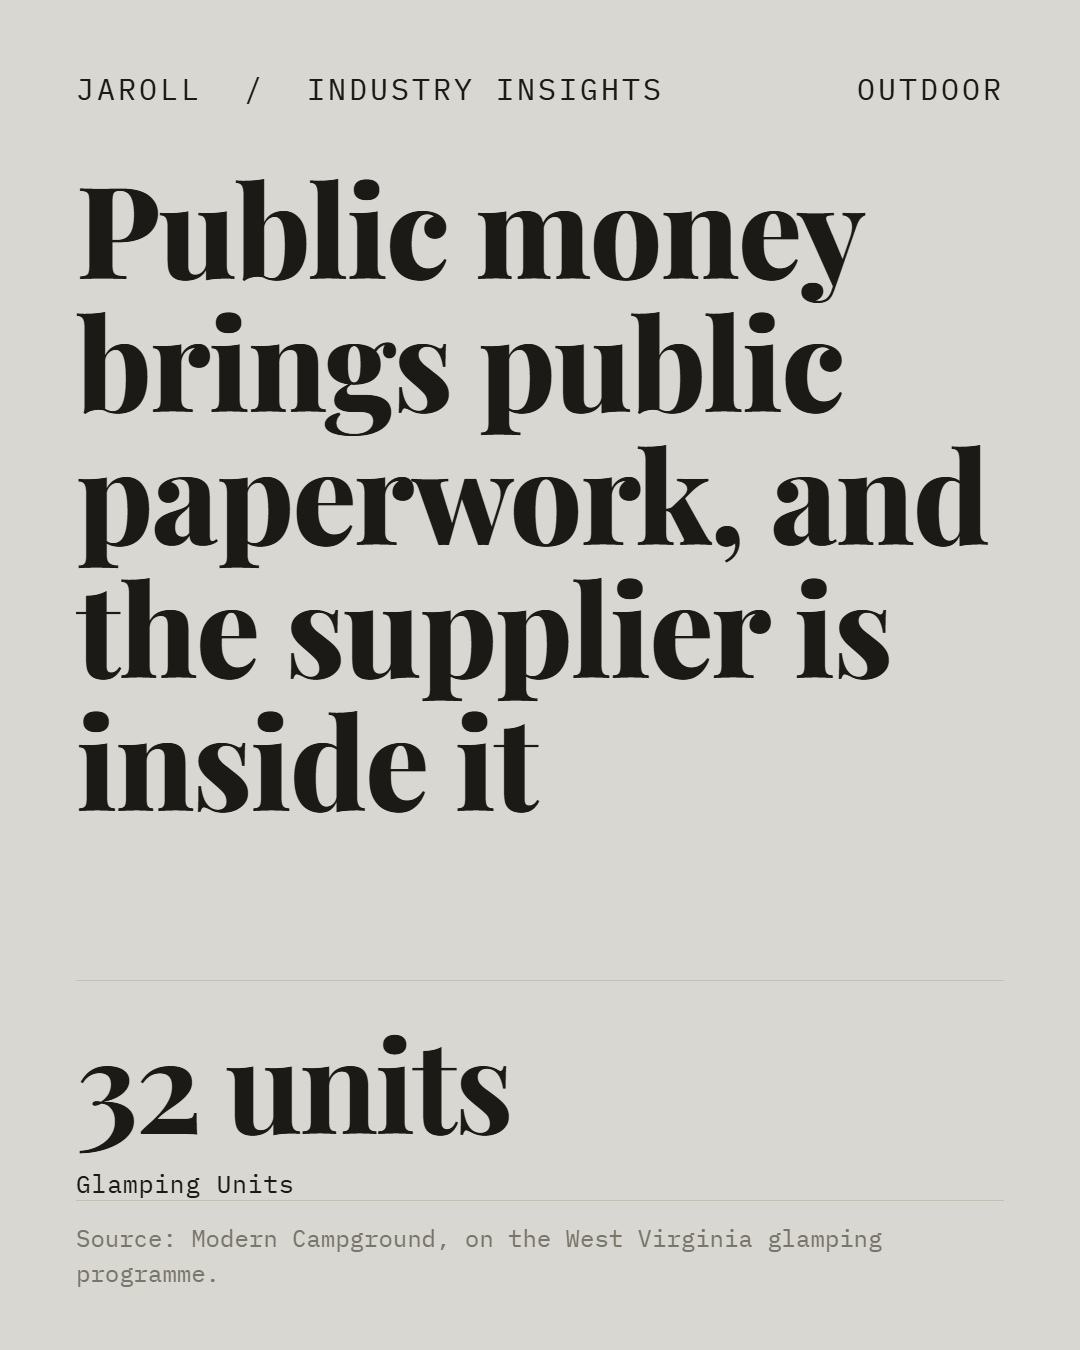 JAROLL / INDUSTRY INSIGHTS OUTDOOR
Public money
brings public
paperwork, and
the supplier is
inside it
32 units
Glamping Units
Source: Modern Campground, on the West Virginia glamping
programme.